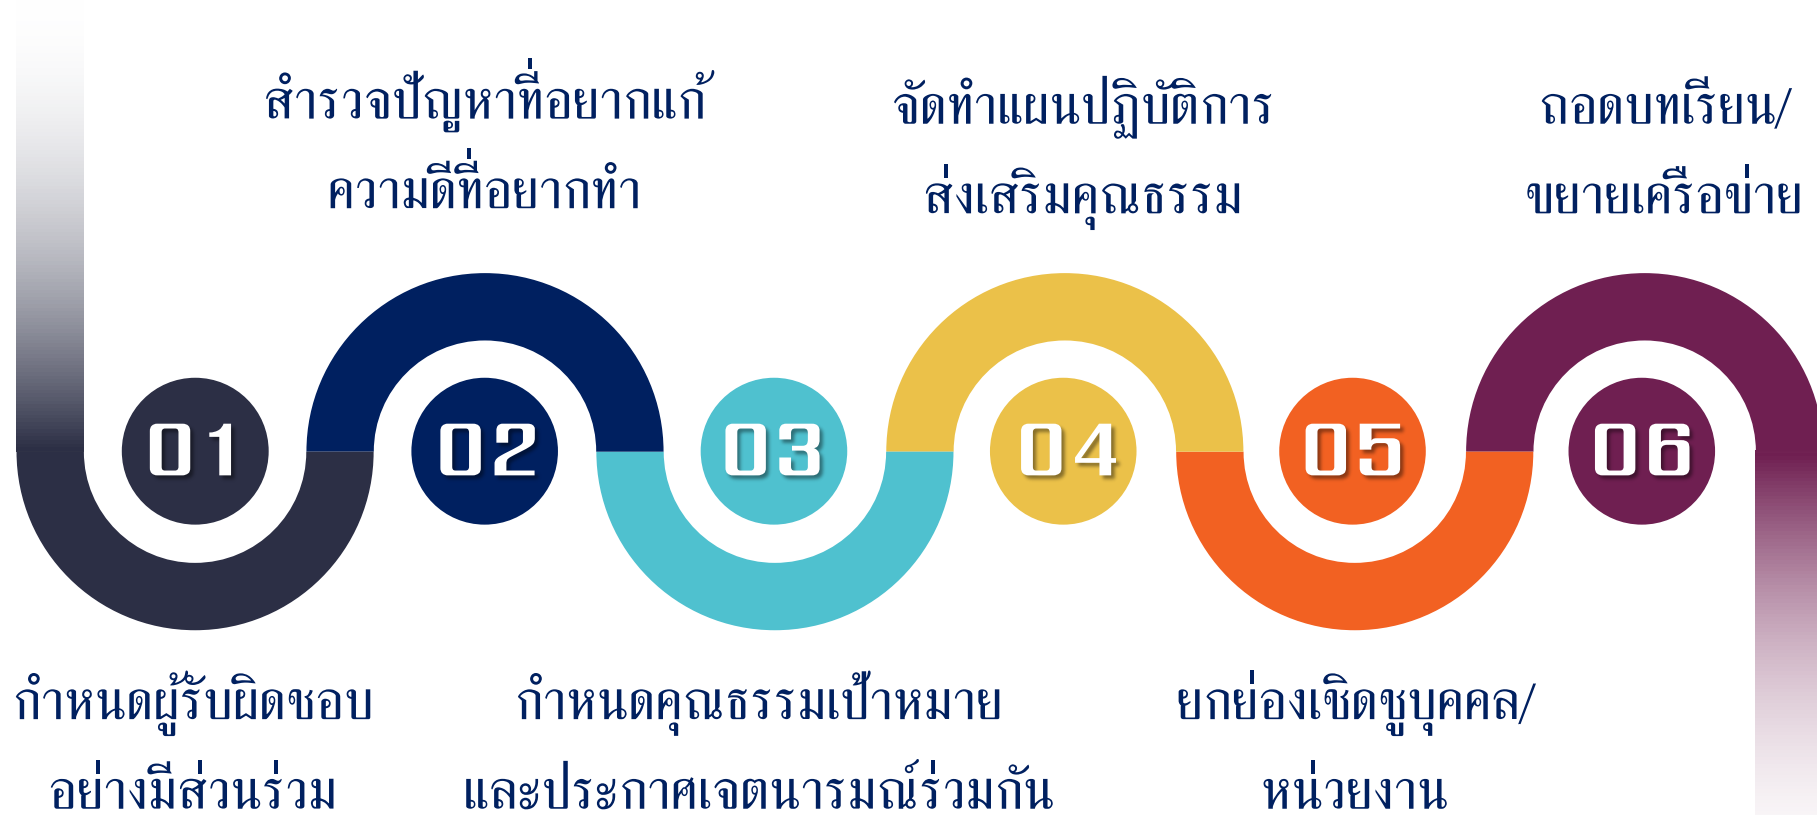 สำรวจปัญหาที่อยากแก้
ความดีที่อยากทำ
จัดทำแผนปฏิบัติการ
ส่งเสริมคุณธรรม
ถอดบทเรียน/
ขยายเครือข่าย
01
02
03
04
05
06
กำหนดผู้รับผิดชอบ
อย่างมีส่วนร่วม
กำหนดคุณธรรมเป้าหมาย
และประกาศเจตนารมณ์ร่วมกัน
ยกย่องเชิดชูบุคคล/
หน่วยงาน